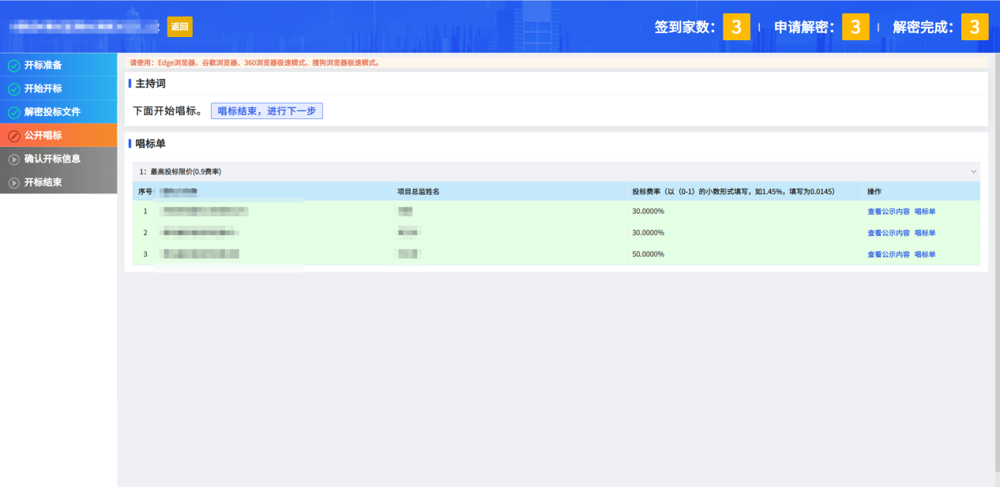 返回
签到家数： 3 | 申请解密： 3 | 解密完成： 3
开标准备
开始开标
解密投标文件
公开唱标
确认开标信息
开标结束
请使用：Edge浏览器、谷歌浏览器、360浏览器极速模式、搜狗浏览器极速模式。
主持词
下面开始唱标。 唱标结束，进行下一步
唱标单
1: 最高投标限价(0.9费率)
序号 项目总监姓名 投标费率（以（0-1）的小数形式填写，如1.45%，填写为0.0145） 操作
1 30.0000% 查看公示内容 唱标单
2 30.0000% 查看公示内容 唱标单
3 50.0000% 查看公示内容 唱标单